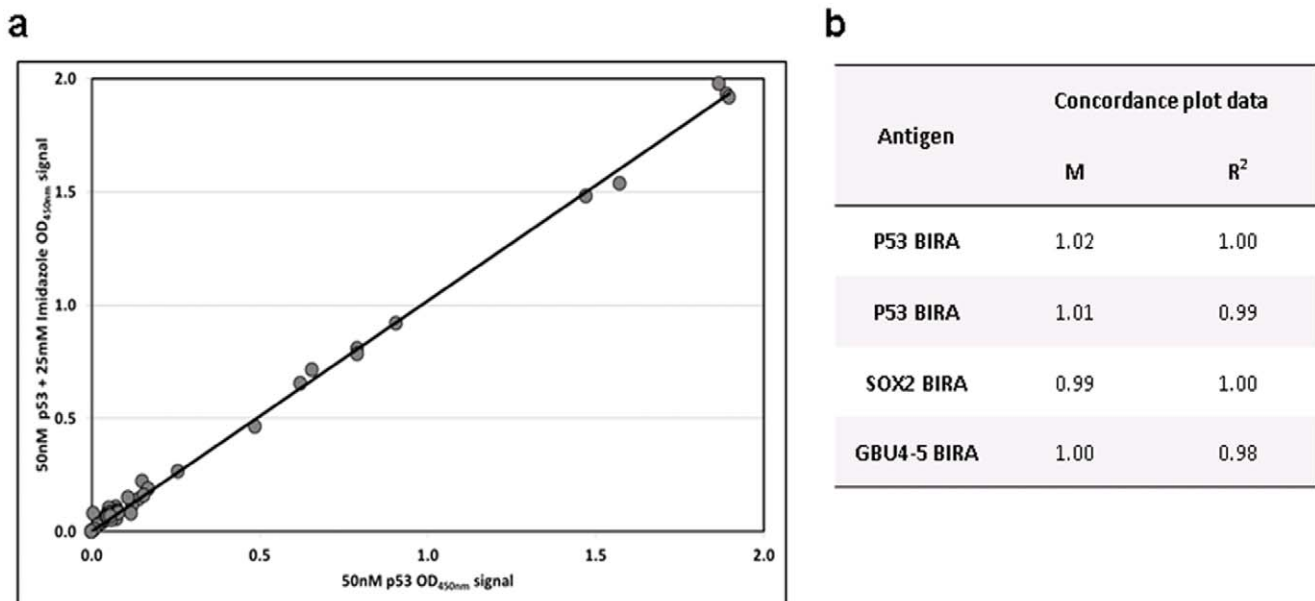 a
50nM p53 + 25mM Imidazole OD450nm signal
2.0
1.5
1.0
0.5
0.0
0.0 0.5 1.0 1.5 2.0
50nM p53 OD450nm signal
b
Antigen
Concordance plot data
M R²
P53 BIRA 1.02 1.00
P53 BIRA 1.01 0.99
SOX2 BIRA 0.99 1.00
GBU4-5 BIRA 1.00 0.98